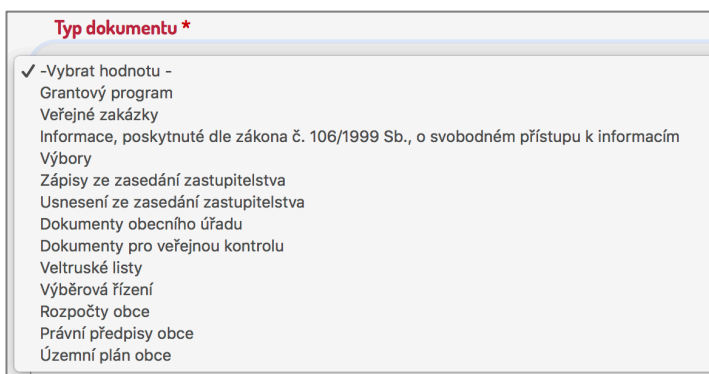 Typ dokumentu *
✓ -Vybrat hodnotu -
Grantový program
Veřejné zakázky
Informace, poskytnuté dle zákona č. 106/1999 Sb., o svobodném přístupu k informacím
Výbory
Zápisy ze zasedání zastupitelstva
Usnesení ze zasedání zastupitelstva
Dokumenty obecního úřadu
Dokumenty pro veřejnou kontrolu
Veltruské listy
Výběrová řízení
Rozpočty obce
Právní předpisy obce
Územní plán obce